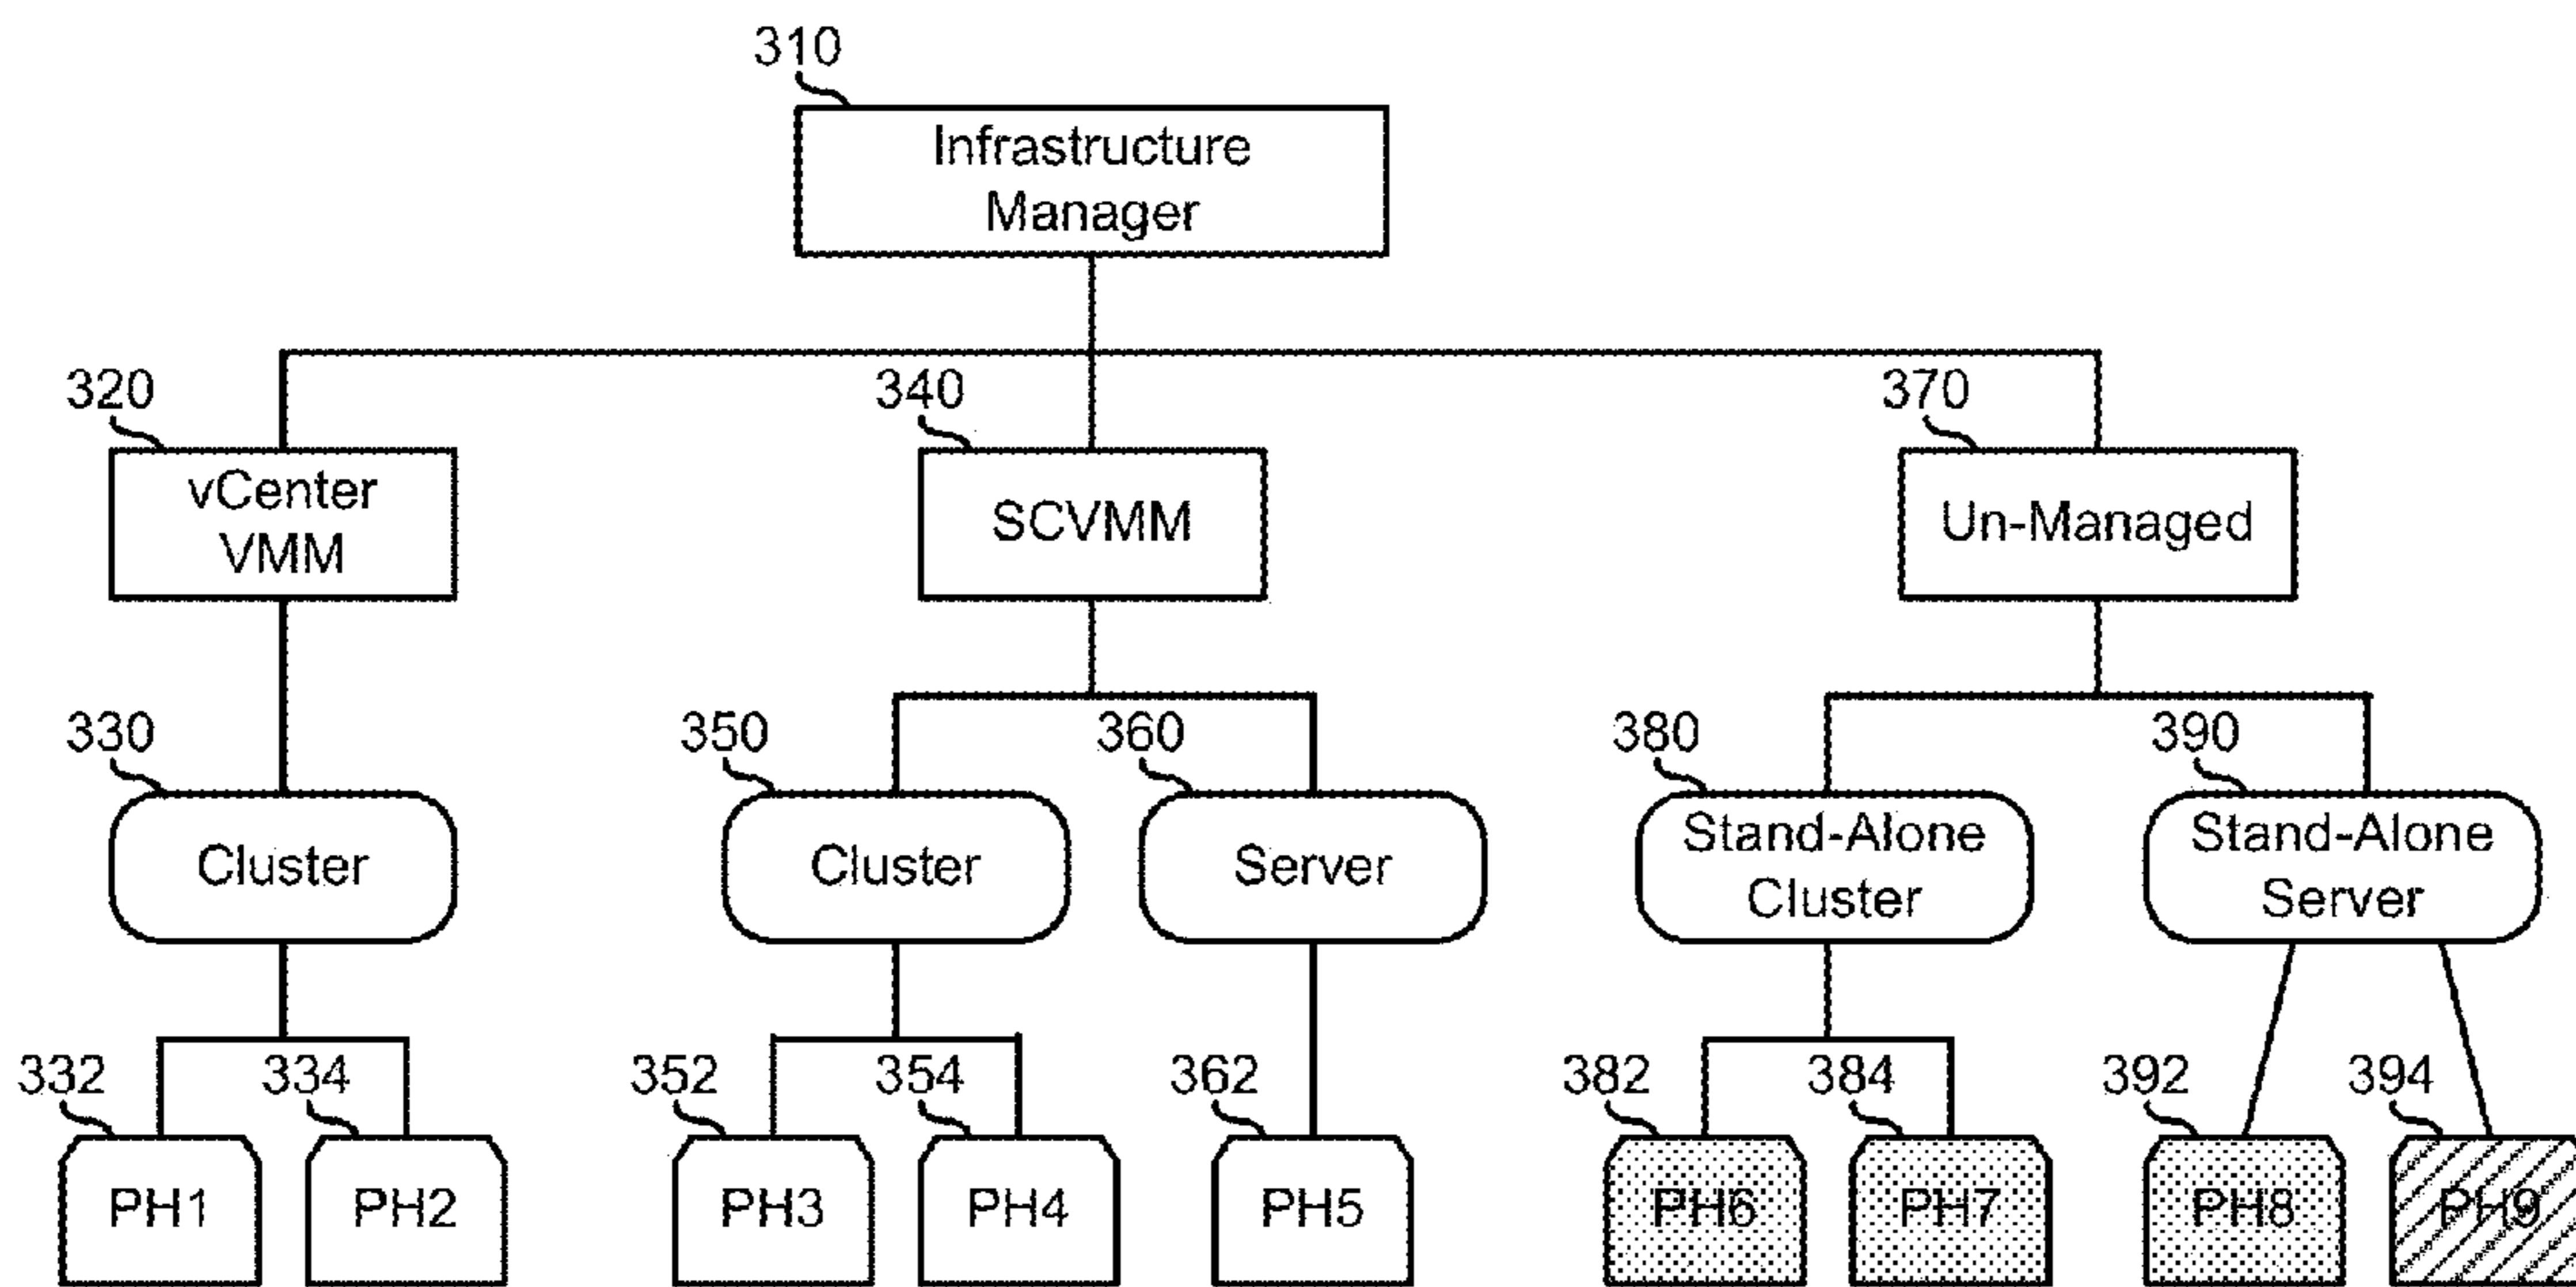 310
Infrastructure
Manager
320
340
370
vCenter
VMM
SCVMM
Un-Managed
330
350
360
380
390
Cluster
Cluster
Server
Stand-Alone
Cluster
Stand-Alone
Server
332
334
352
354
362
382
384
392
394
PH1
PH2
PH3
PH4
PH5
PH6
PH7
PH8
PH9